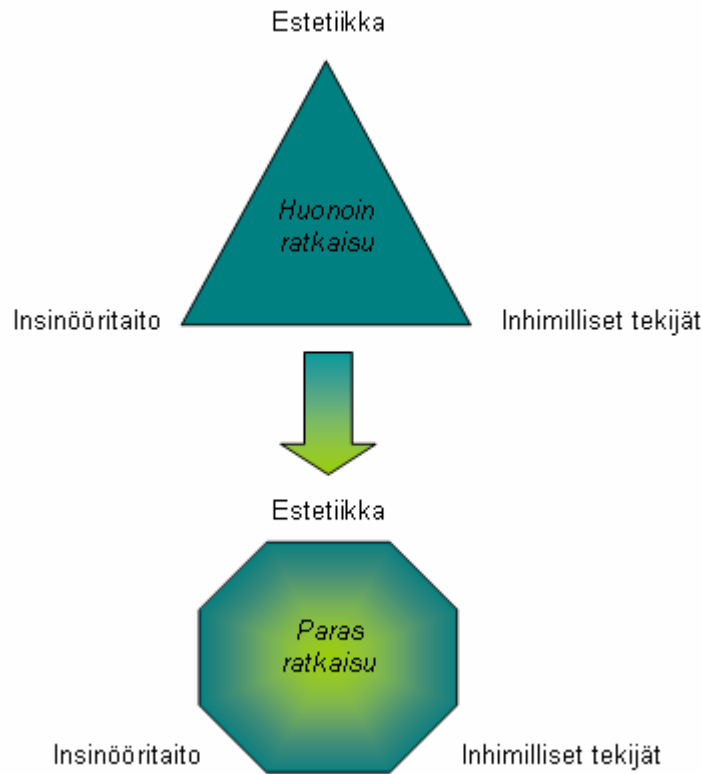 Estetiikka
Huonoin
ratkaisu
Insinööritaito
Inhimilliset tekijät
Estetiikka
Paras
ratkaisu
Insinööritaito
Inhimilliset tekijät